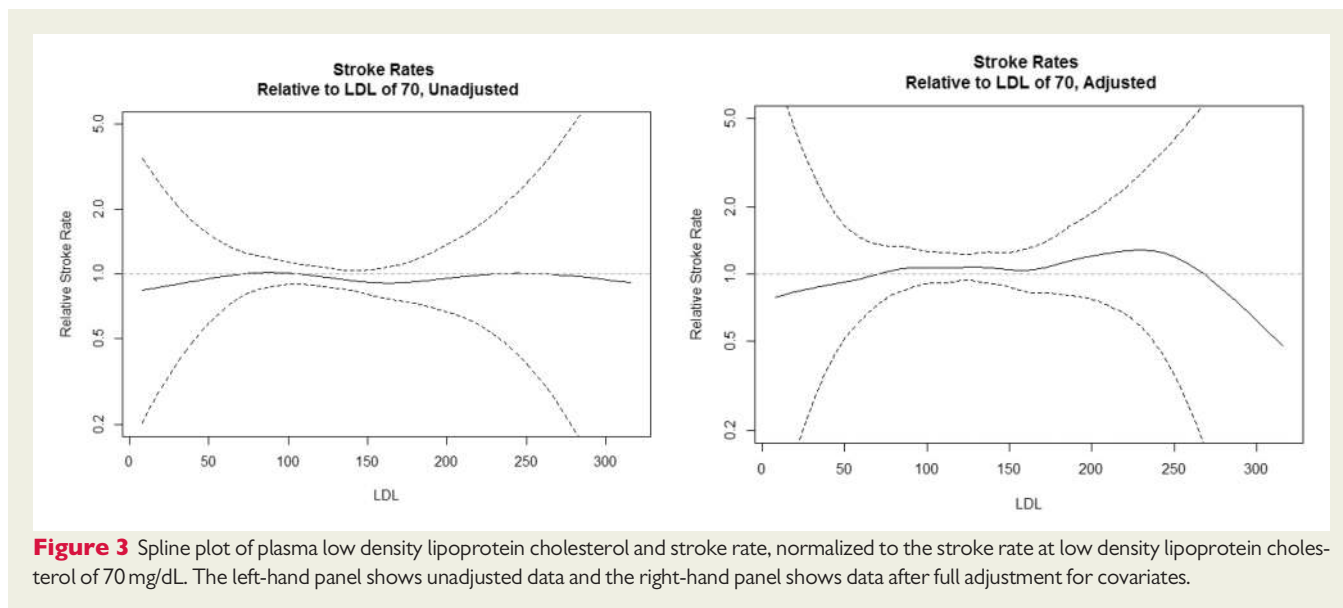 Stroke Rates
Relative to LDL of 70, Unadjusted
Relative Stroke Rate
5.0
2.0
1.0
0.5
0.2
0
50
100
150
200
250
300
LDL
Stroke Rates
Relative to LDL of 70, Adjusted
Relative Stroke Rate
5.0
2.0
1.0
0.5
0.2
0
50
100
150
200
250
300
LDL
Figure 3 Spline plot of plasma low density lipoprotein cholesterol and stroke rate, normalized to the stroke rate at low density lipoprotein choles-
terol of 70 mg/dL. The left-hand panel shows unadjusted data and the right-hand panel shows data after full adjustment for covariates.